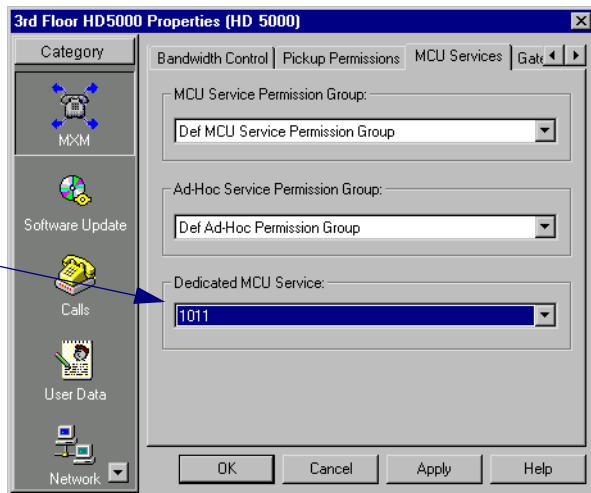 3rd Floor HD5000 Properties (HD 5000)
Category
MXM
Software Update
Calls
User Data
Network
Bandwidth Control Pickup Permissions MCU Services Gate
MCU Service Permission Group:
Def MCU Service Permission Group
Ad-Hoc Service Permission Group:
Def Ad-Hoc Permission Group
Dedicated MCU Service:
1011
OK Cancel Apply Help